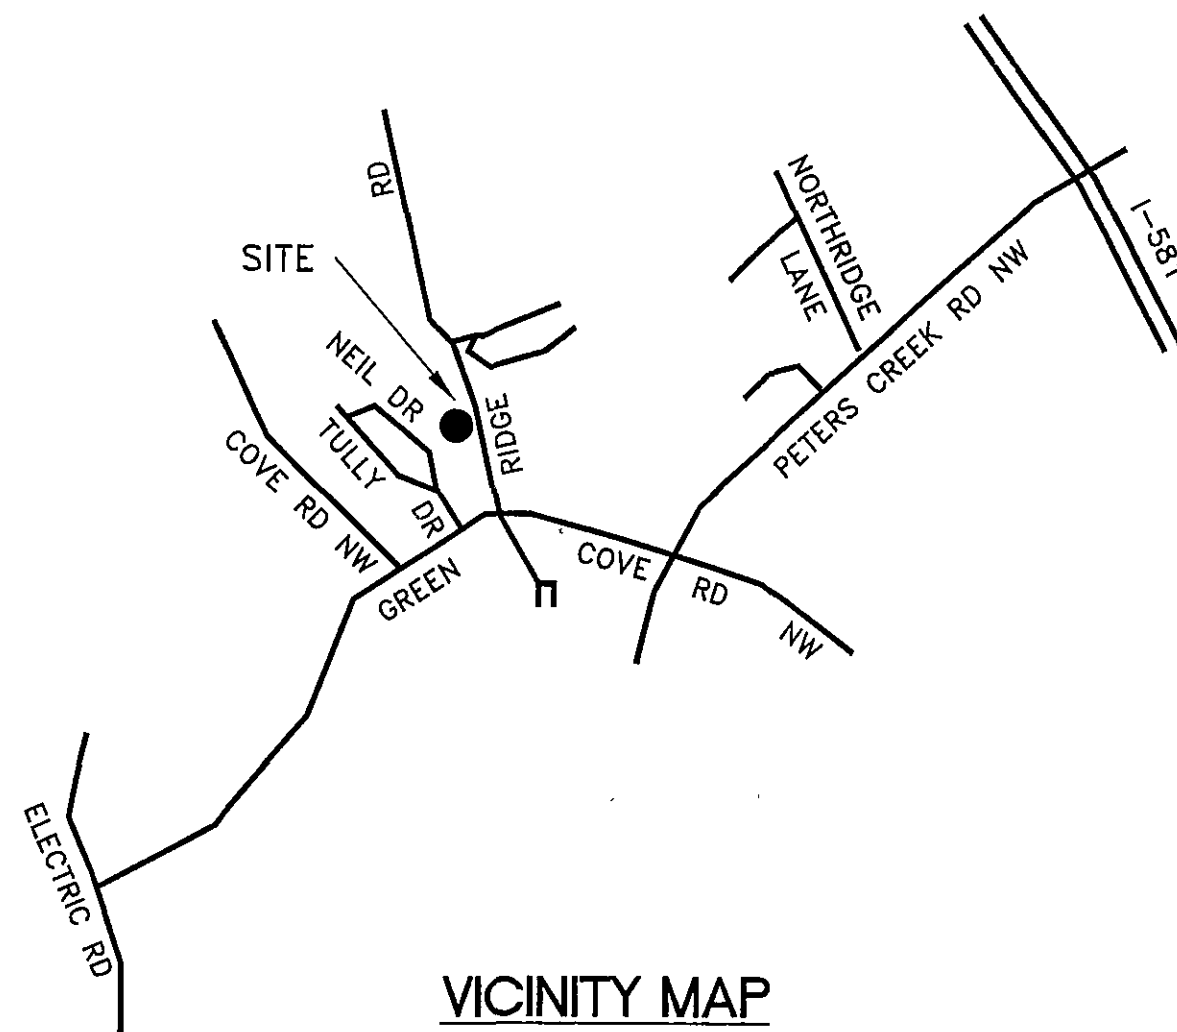 RD
NORTHRIDGE
LANE
I-581
SITE
PETERS CREEK RD NW
NEIL DR
RIDGE
TULLY DR
COVE RD NW
GREEN
COVE RD NW
ELECTRIC RD
VICINITY MAP